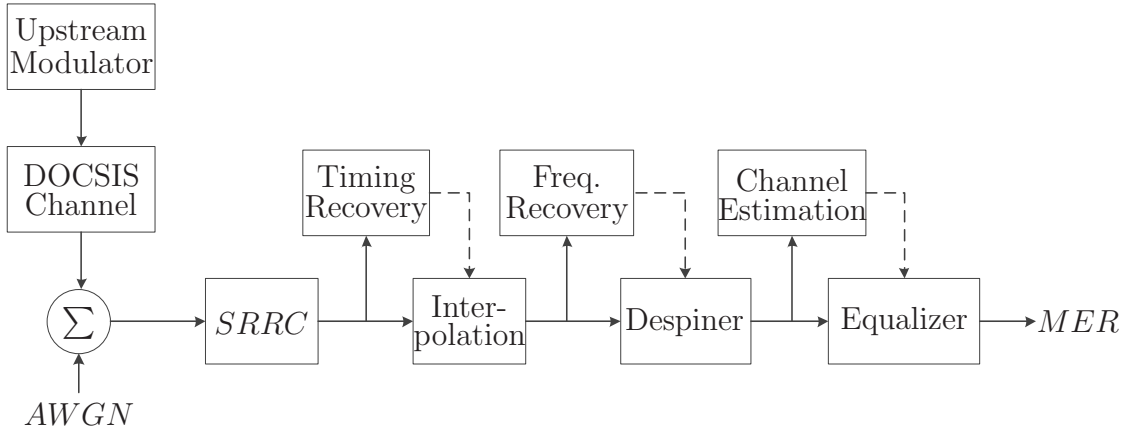 Upstream
Modulator
DOCSIS
Channel
Timing
Recovery
Freq.
Recovery
Channel
Estimation
∑
SRRC
Inter-
polation
Despiner
Equalizer
MER
AWGN